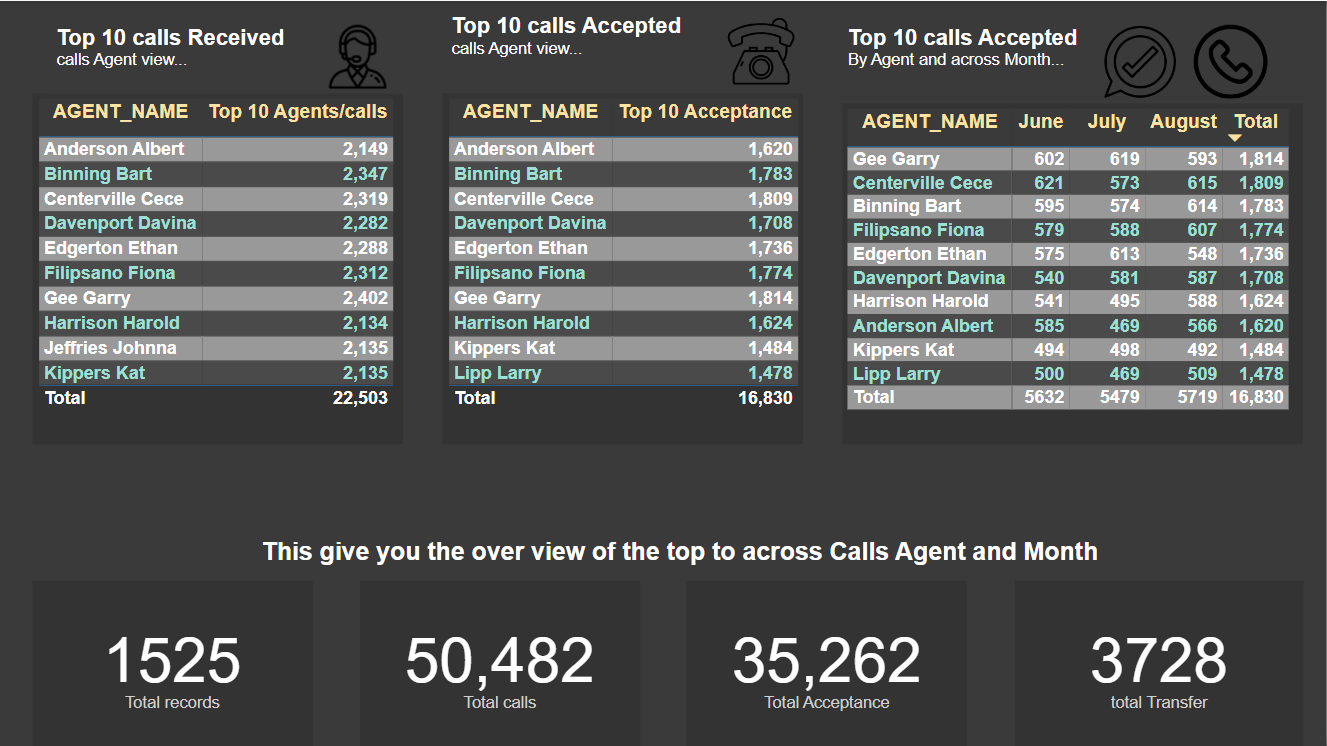 Top 10 calls Received
calls Agent view...
AGENT_NAME Top 10 Agents/calls
Anderson Albert 2,149
Binning Bart 2,347
Centerville Cece 2,319
Davenport Davina 2,282
Edgerton Ethan 2,288
Filipsano Fiona 2,312
Gee Garry 2,402
Harrison Harold 2,134
Jeffries Johnna 2,135
Kippers Kat 2,135
Total 22,503
Top 10 calls Accepted
calls Agent view...
AGENT_NAME Top 10 Acceptance
Anderson Albert 1,620
Binning Bart 1,783
Centerville Cece 1,809
Davenport Davina 1,708
Edgerton Ethan 1,736
Filipsano Fiona 1,774
Gee Garry 1,814
Harrison Harold 1,624
Kippers Kat 1,484
Lipp Larry 1,478
Total 16,830
Top 10 calls Accepted
By Agent and across Month...
AGENT_NAME June July August Total
Gee Garry 602 619 593 1,814
Centerville Cece 621 573 615 1,809
Binning Bart 595 574 614 1,783
Filipsano Fiona 579 588 607 1,774
Edgerton Ethan 575 613 548 1,736
Davenport Davina 540 581 587 1,708
Harrison Harold 541 495 588 1,624
Anderson Albert 585 469 566 1,620
Kippers Kat 494 498 492 1,484
Lipp Larry 500 469 509 1,478
Total 5632 5479 5719 16,830
This give you the over view of the top to across Calls Agent and Month
1525
Total records
50,482
Total calls
35,262
Total Acceptance
3728
total Transfer